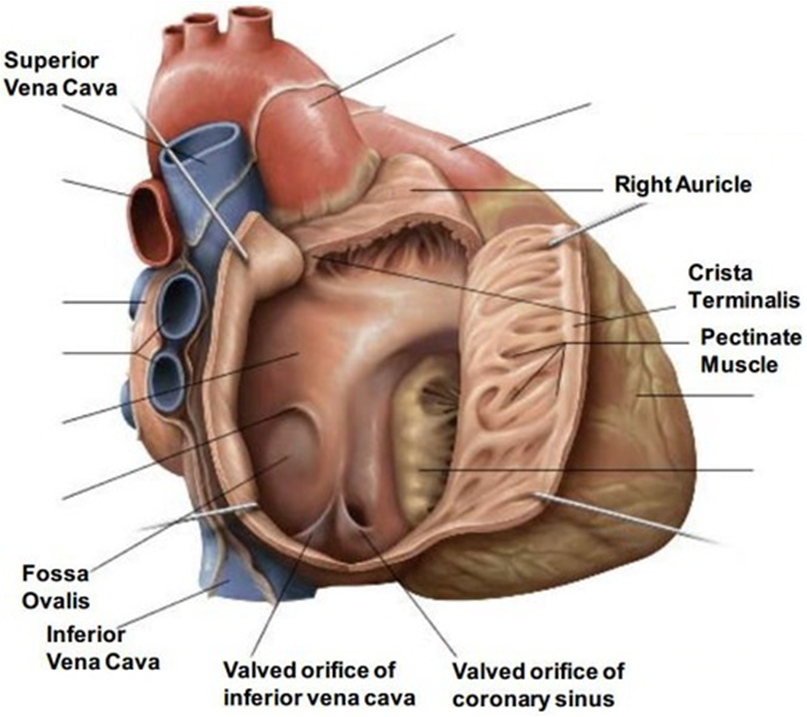 Superior
Vena Cava
Right Auricle
Crista
Terminalis
Pectinate
Muscle
Fossa
Ovalis
Inferior
Vena Cava
Valved orifice of
inferior vena cava
Valved orifice of
coronary sinus